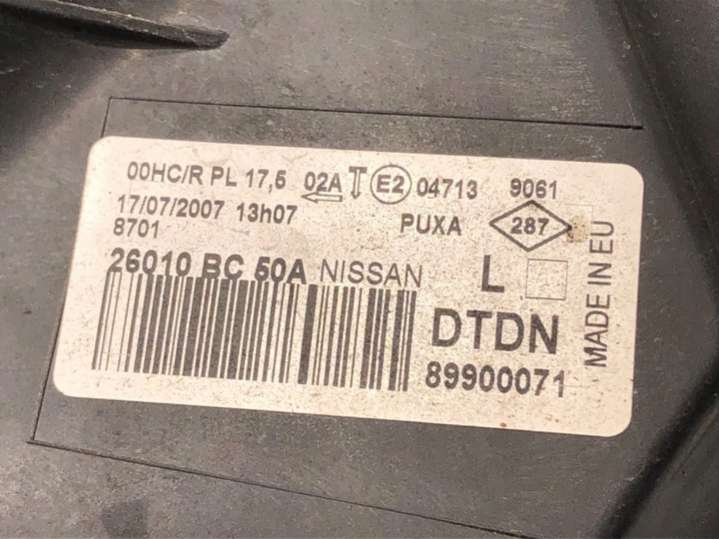 00HC/R PL 17,5 02A E2 04713 9061
17/07/2007 13h07 PUXA 287
8701
26010 BC 50A NISSAN L
DTDN
89900071
MADE IN EU